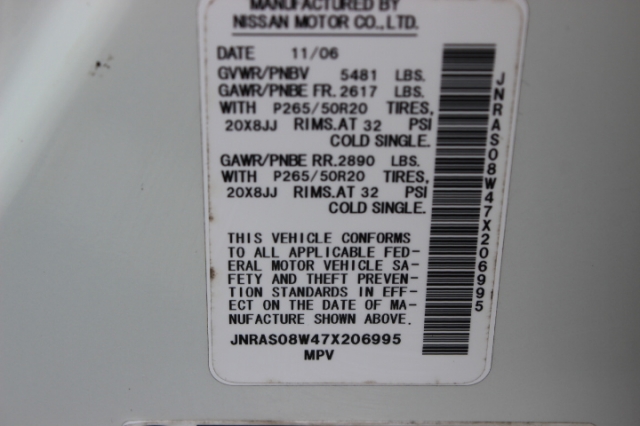 MANUFACTURED BY
NISSAN MOTOR CO., LTD.
DATE 11/06
GVWR/PNBV 5481 LBS.
GAWR/PNBE FR. 2617 LBS.
WITH P265/50R20 TIRES,
20X8JJ RIMS. AT 32 PSI
COLD SINGLE.
GAWR/PNBE RR. 2890 LBS.
WITH P265/50R20 TIRES,
20X8JJ RIMS. AT 32 PSI
COLD SINGLE.
THIS VEHICLE CONFORMS
TO ALL APPLICABLE FED-
ERAL MOTOR VEHICLE SA-
FETY AND THEFT PREVEN-
TION STANDARDS IN EFF-
ECT ON THE DATE OF MA-
NUFACTURE SHOWN ABOVE.
JNRAS08W47X206995
MPV
JNRAS08W47X206995